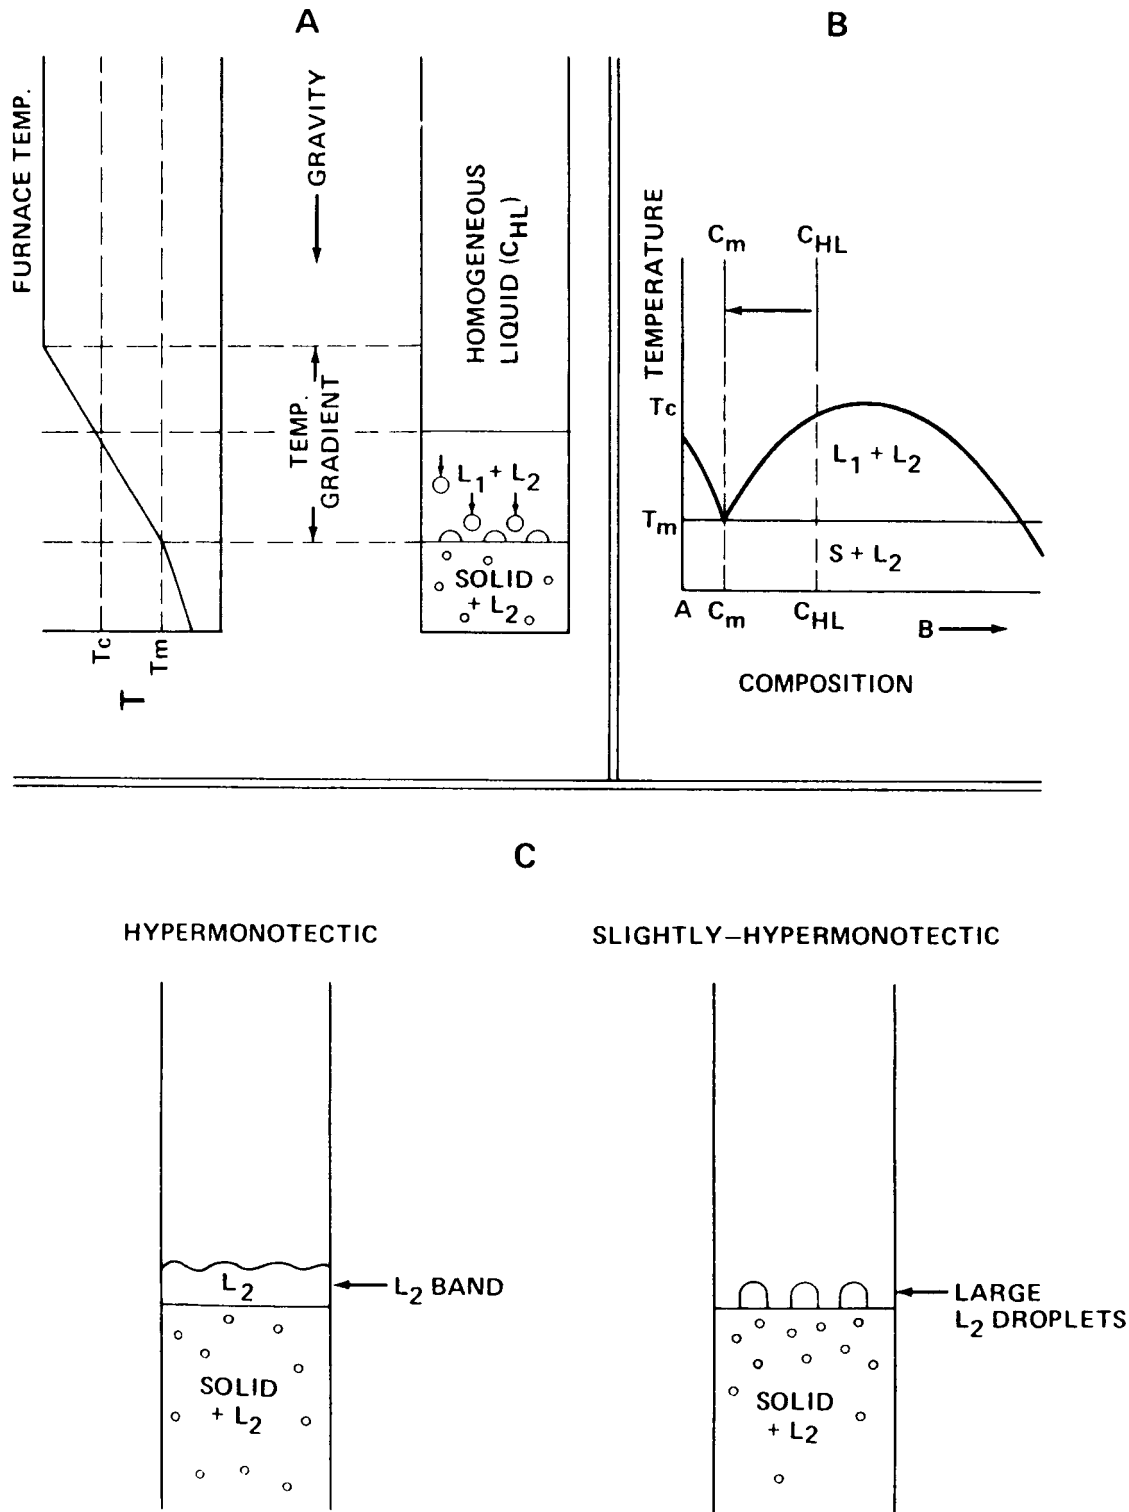 A
FURNACE TEMP.
GRAVITY
HOMOGENEOUS
LIQUID (CHL)
TEMP.
GRADIENT
L1 + L2
SOLID
+ L2
Tc
Tm
T
B
TEMPERATURE
Cm
CHL
Tc
L1 + L2
Tm
S + L2
A
Cm
CHL
B
COMPOSITION
C
HYPERMONOTECTIC
L2
L2 BAND
SOLID
+ L2
SLIGHTLY-HYPERMONOTECTIC
LARGE
L2 DROPLETS
SOLID
+ L2